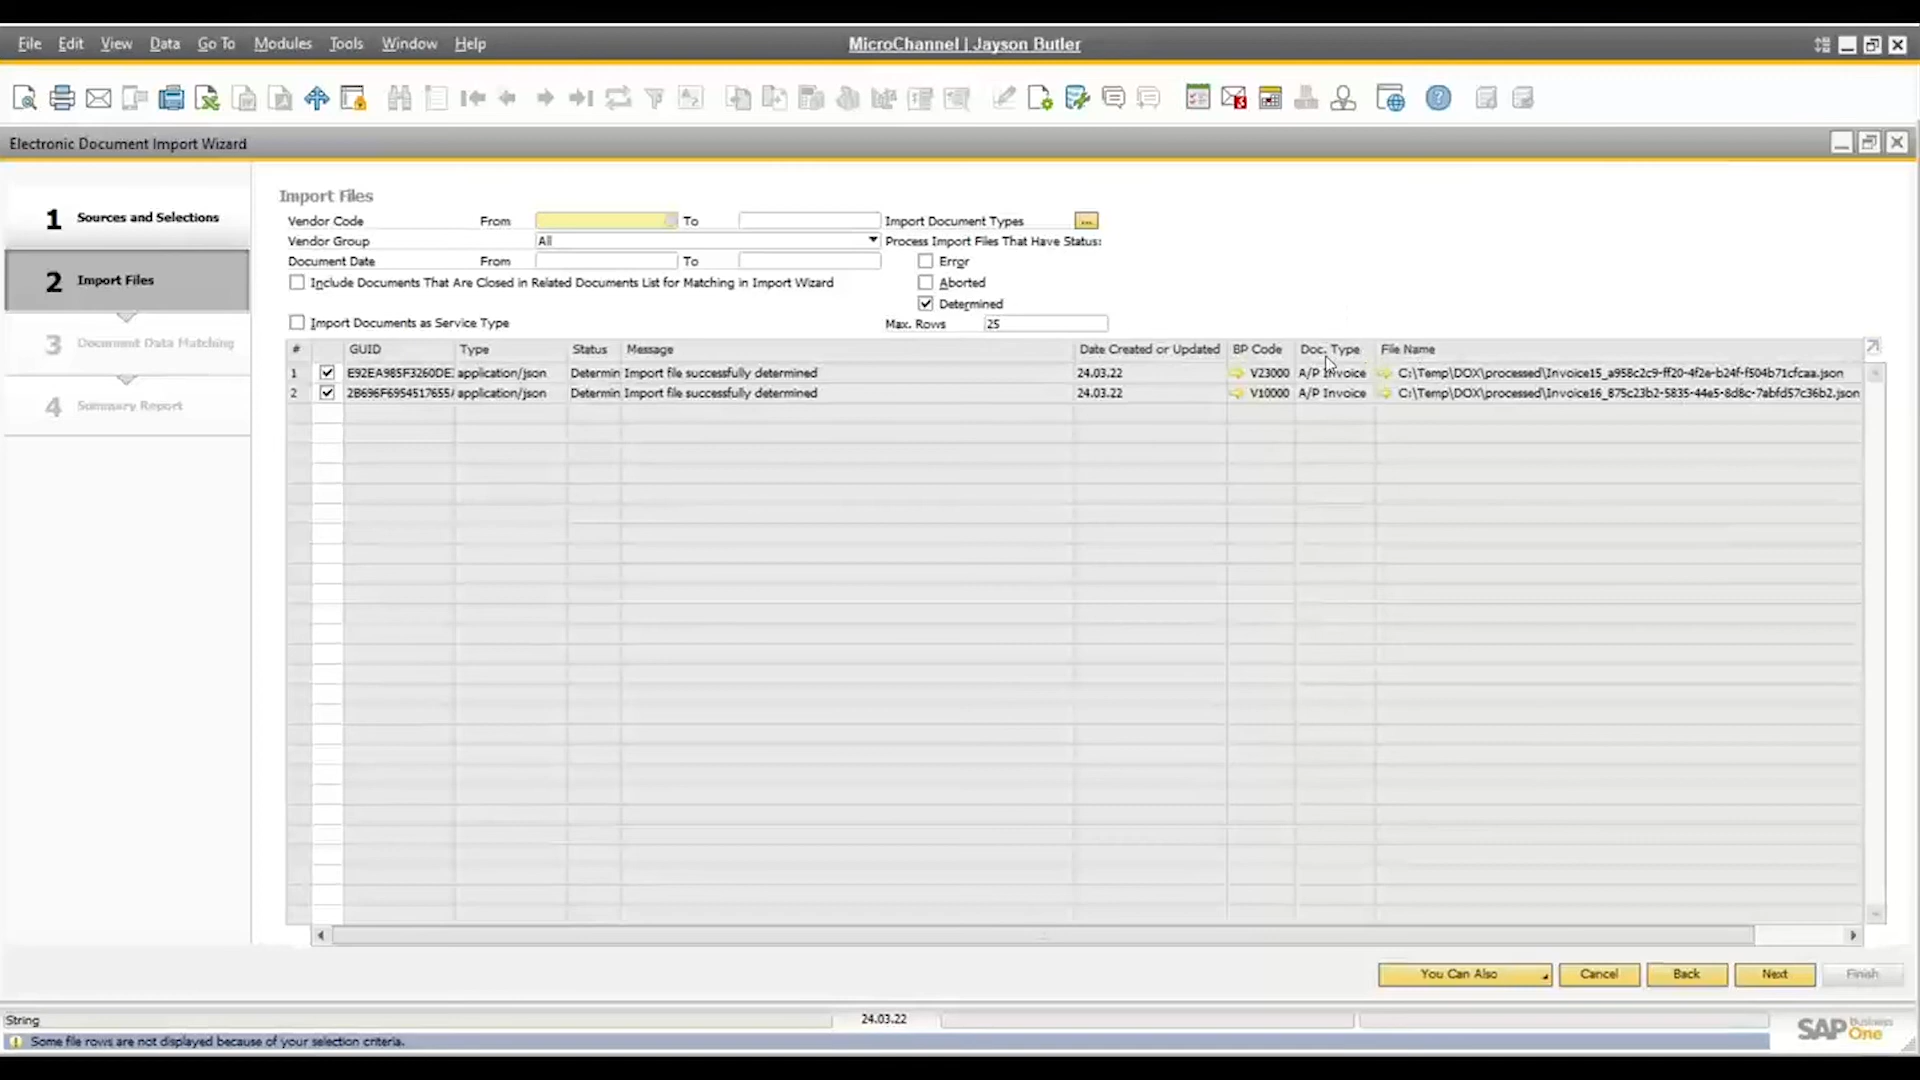 File Edit View Data Go To Modules Tools Window Help
MicroChannel | Jayson Butler
Electronic Document Import Wizard
1 Sources and Selections
2 Import Files
3 Document Data Matching
4 Summary Report
Import Files
Vendor Code From To Import Document Types ...
Vendor Group All Process Import Files That Have Status:
Document Date From To Error
Include Documents That Are Closed in Related Documents List for Matching in Import Wizard Aborted
Determined
Import Documents as Service Type Max. Rows 25
# GUID Type Status Message Date Created or Updated BP Code Doc. Type File Name
1 E92EA985F3260DE application/json Determin Import file successfully determined 24.03.22 V23000 A/P Invoice C:\Temp\DOX\processed\Invoice15_a958c2c9-ff20-4f2e-b24f-f504b71cfcaa.json
2 2B696F6954517655 application/json Determin Import file successfully determined 24.03.22 V10000 A/P Invoice C:\Temp\DOX\processed\Invoice16_875c23b2-5835-44e5-8d8c-7abfd57c36b2.json
You Can Also Cancel Back Next Finish
String 24.03.22
SAP Business One
Some file rows are not displayed because of your selection criteria.